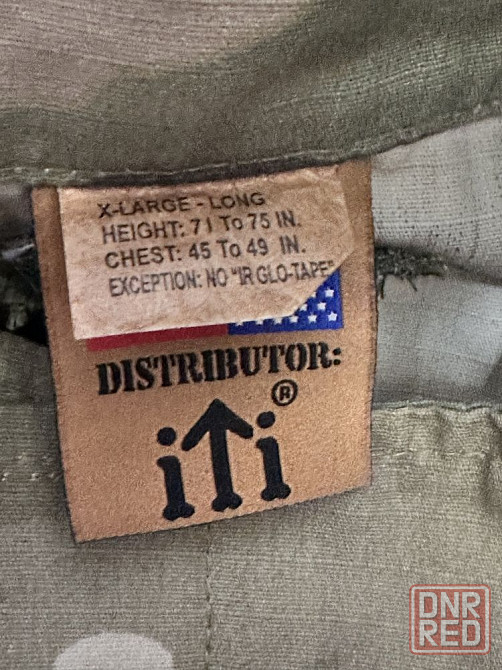 X-LARGE - LONG
HEIGHT: 71 To 75 IN.
CHEST: 45 To 49 IN.
EXCEPTION: NO "IR GLO-TAPE"
DISTRIBUTOR:
iTi®
DNR
RED